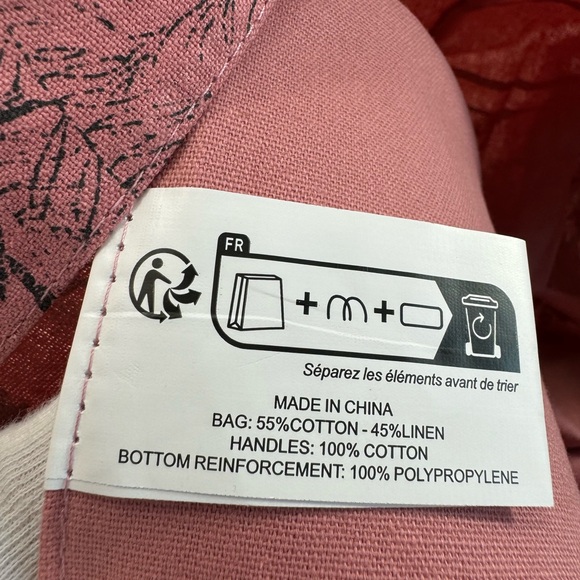 FR
+ +
Séparez les éléments avant de trier
MADE IN CHINA
BAG: 55%COTTON - 45%LINEN
HANDLES: 100% COTTON
BOTTOM REINFORCEMENT: 100% POLYPROPYLENE